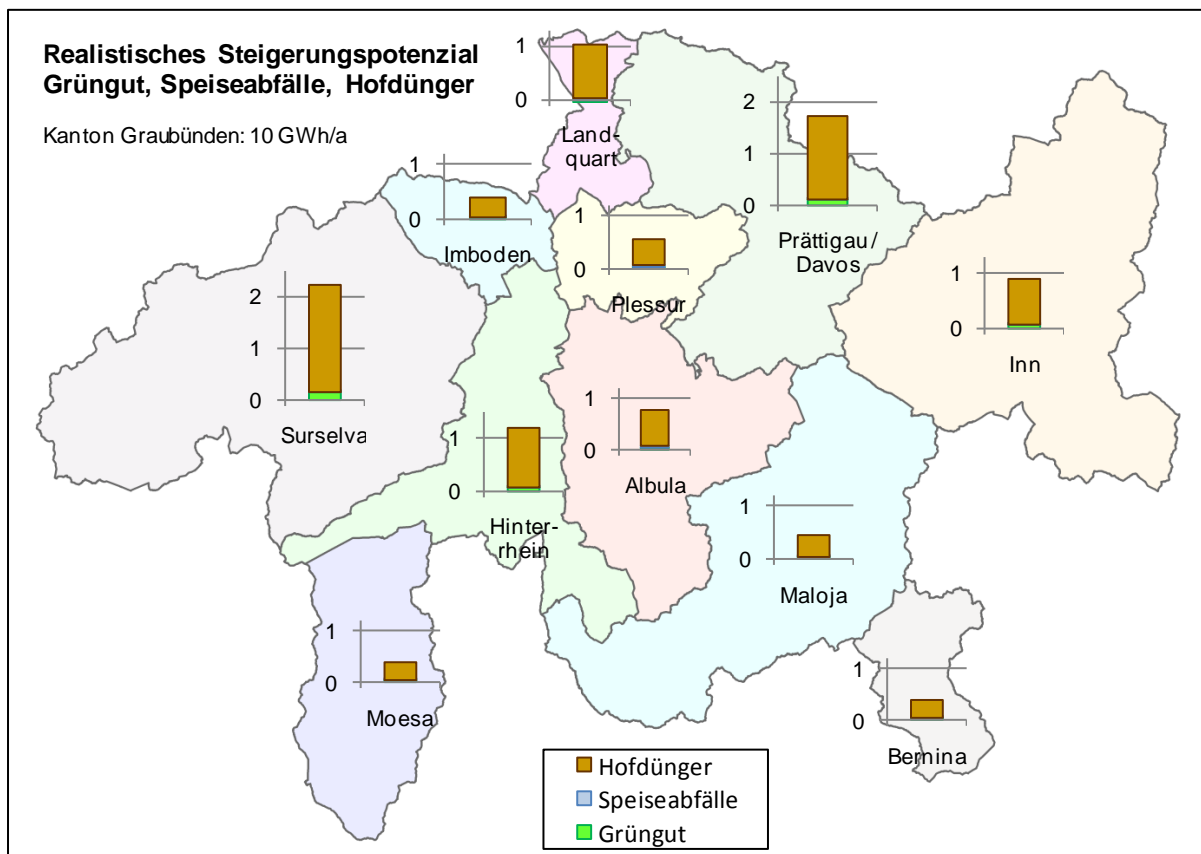 Realistisches Steigerungspotenzial
Grüngut, Speiseabfälle, Hofdünger
Kanton Graubünden: 10 GWh/a
1
0
Land-
quart
2
1
0
Prättigau/
Davos
1
0
Imboden
1
0
Plessur
1
0
Inn
2
1
0
Surselva
1
0
Albula
1
0
Hinter-
rhein
1
0
Maloja
1
0
Moesa
1
0
Bernina
Hofdünger
Speiseabfälle
Grüngut